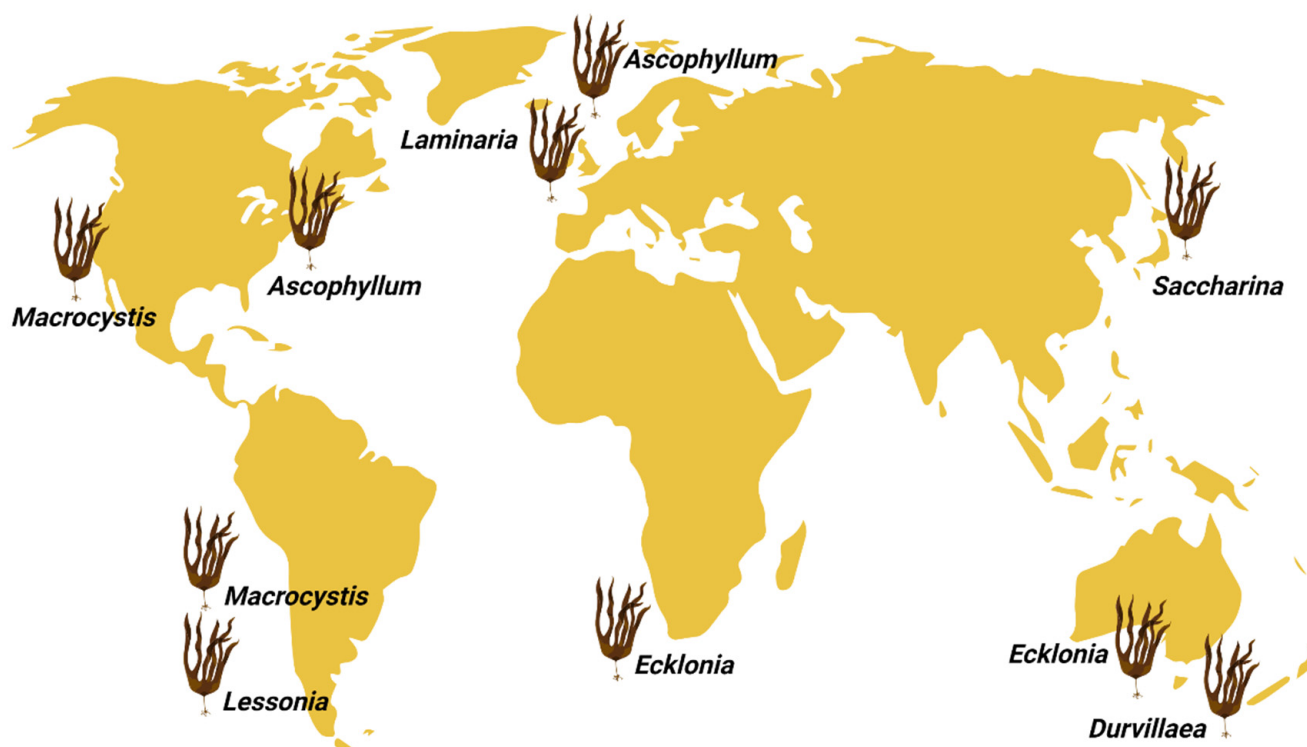 Ascophyllum
Laminaria
Ascophyllum
Macrocystis
Saccharina
Macrocystis
Lessonia
Ecklonia
Ecklonia
Durvillaea